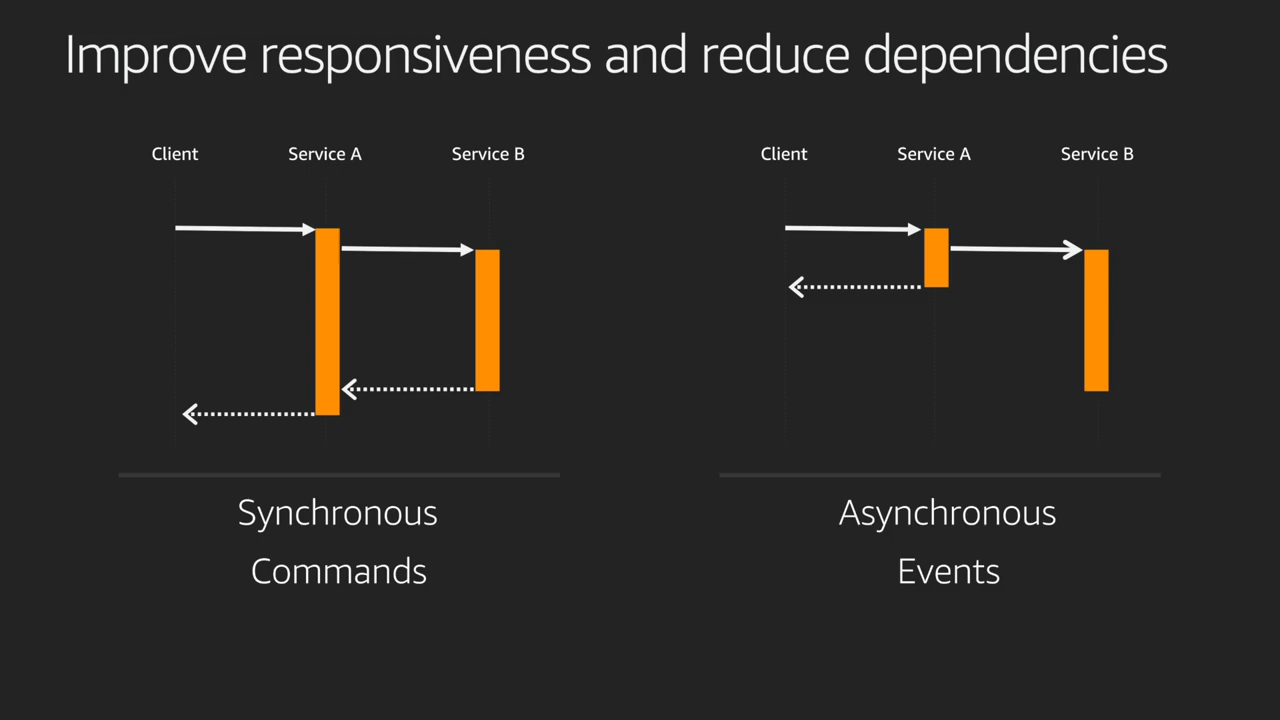 Improve responsiveness and reduce dependencies
Client Service A Service B
Client Service A Service B
Synchronous
Commands
Asynchronous
Events